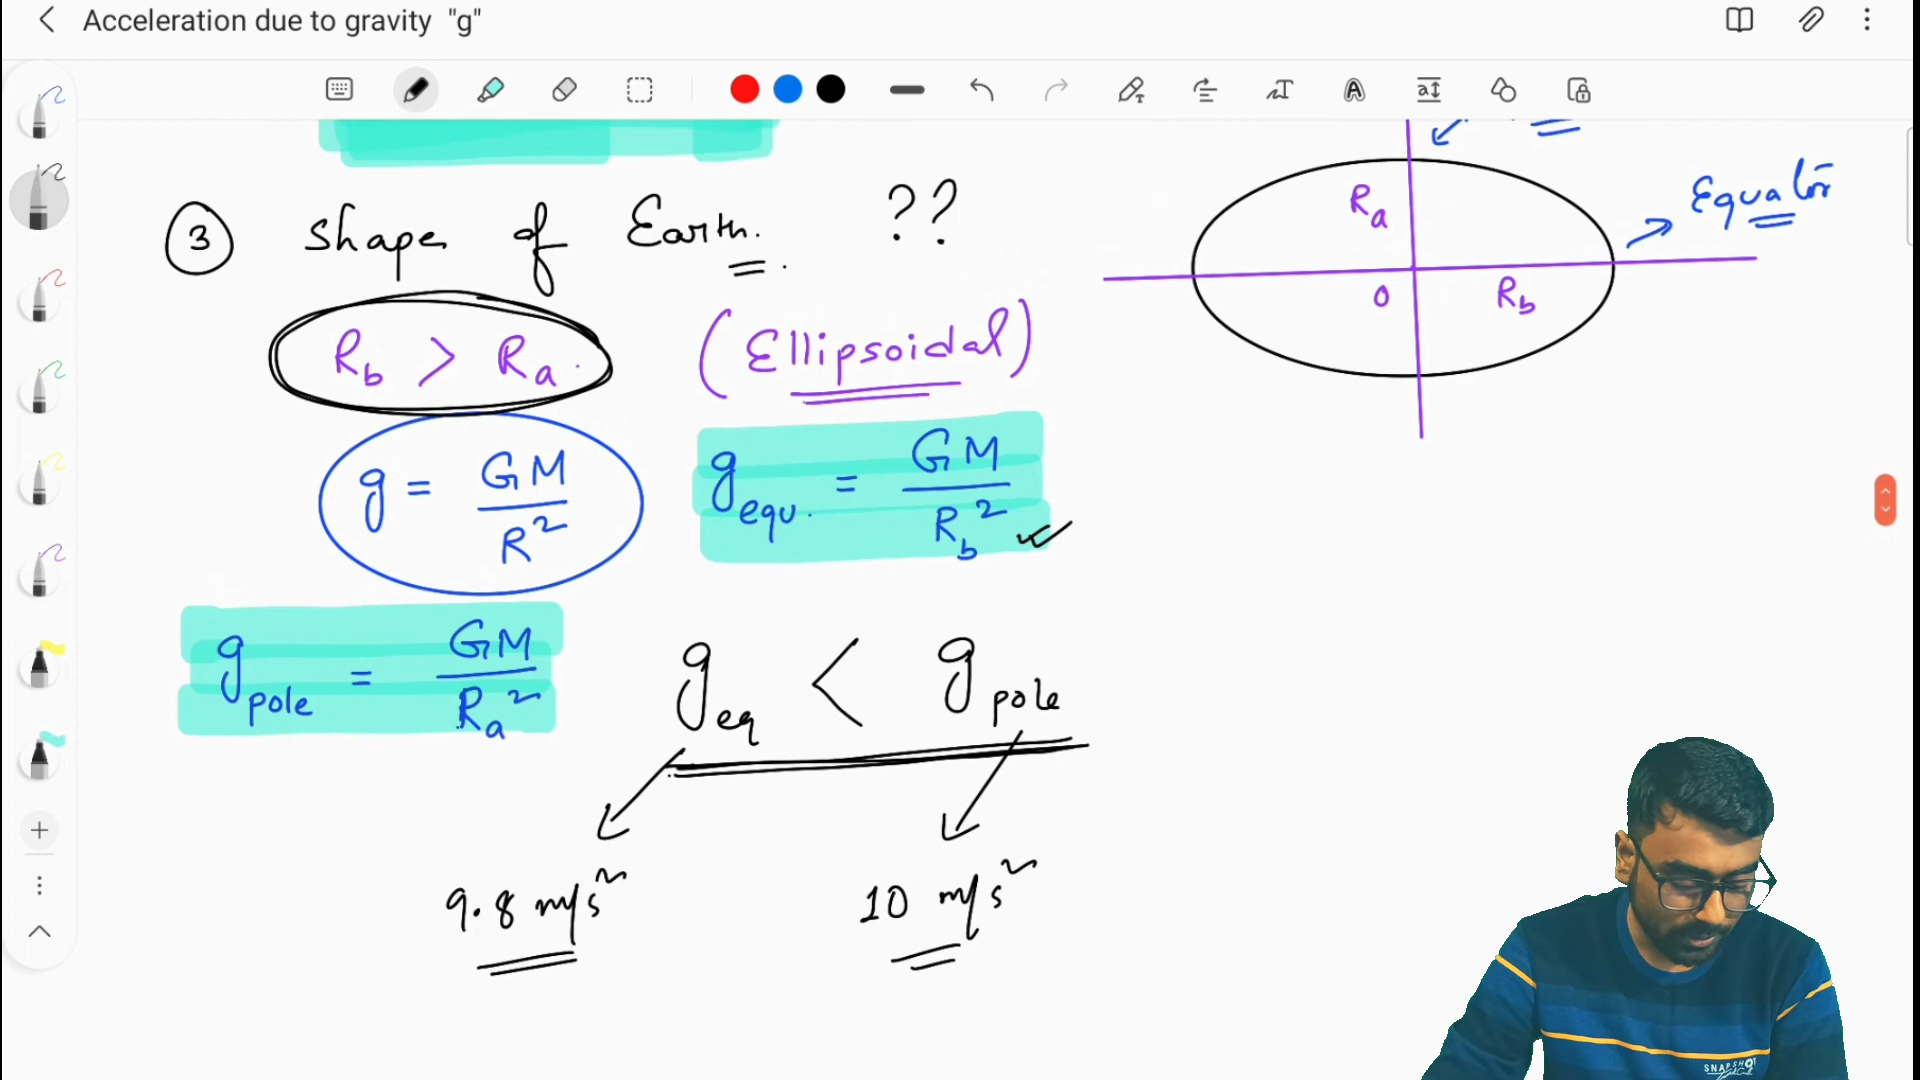 Acceleration due to gravity "g"
③ Shape of Earth. ??
Ra
Equator
O Rb
Rb > Ra. (Ellipsoidal)
g = GM/R² g equ. = GM/Rb²
g pole = GM/Ra² g eq < g pole
9.8 m/s² 10 m/s²
SNAPSHOT